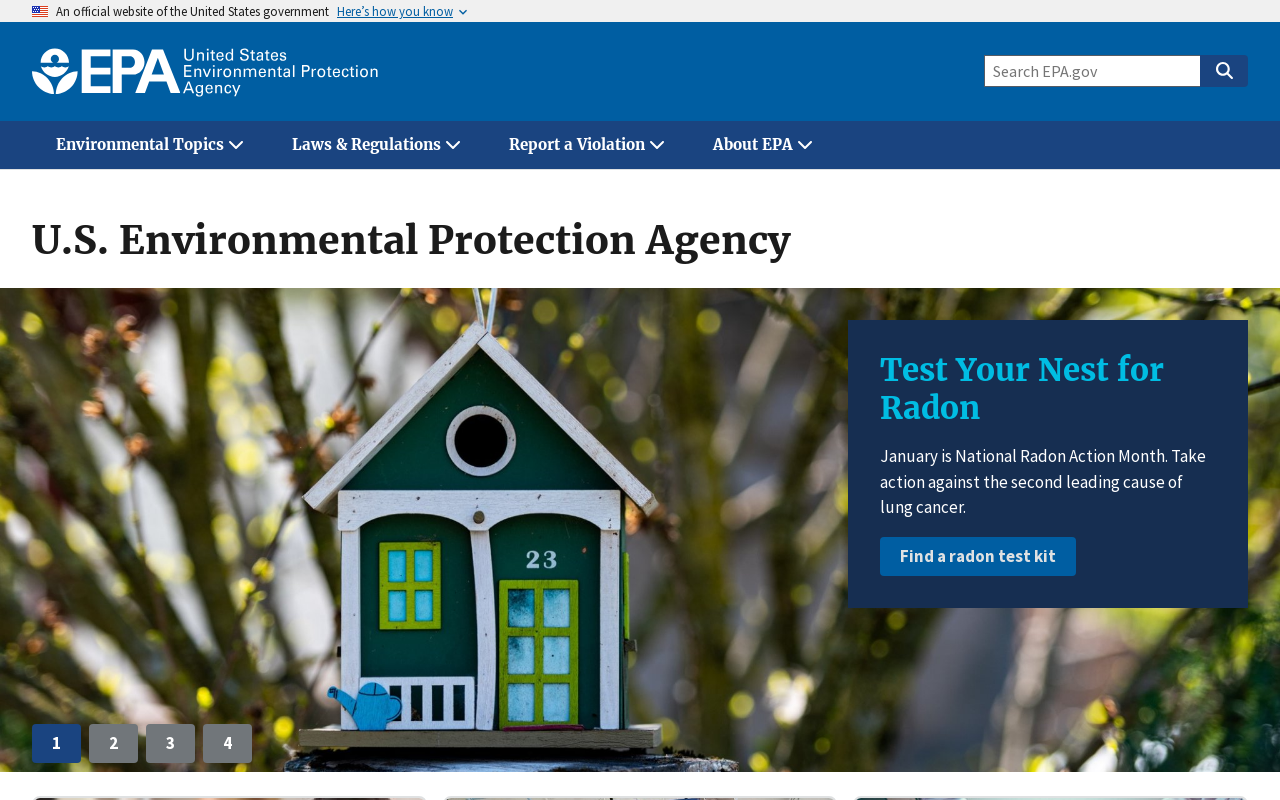 An official website of the United States government Here’s how you know
EPA United States
Environmental Protection
Agency
Search EPA.gov
Environmental Topics Laws & Regulations Report a Violation About EPA
U.S. Environmental Protection Agency
Test Your Nest for
Radon
January is National Radon Action Month. Take
action against the second leading cause of
lung cancer.
Find a radon test kit
23
1 2 3 4